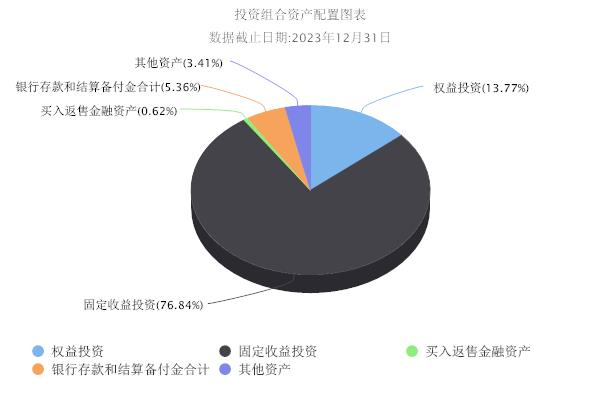 投资组合资产配置图表
数据截止日期:2023年12月31日
其他资产(3.41%)
银行存款和结算备付金合计(5.36%)
权益投资(13.77%)
买入返售金融资产(0.62%)
固定收益投资(76.84%)
权益投资 固定收益投资 买入返售金融资产
银行存款和结算备付金合计 其他资产